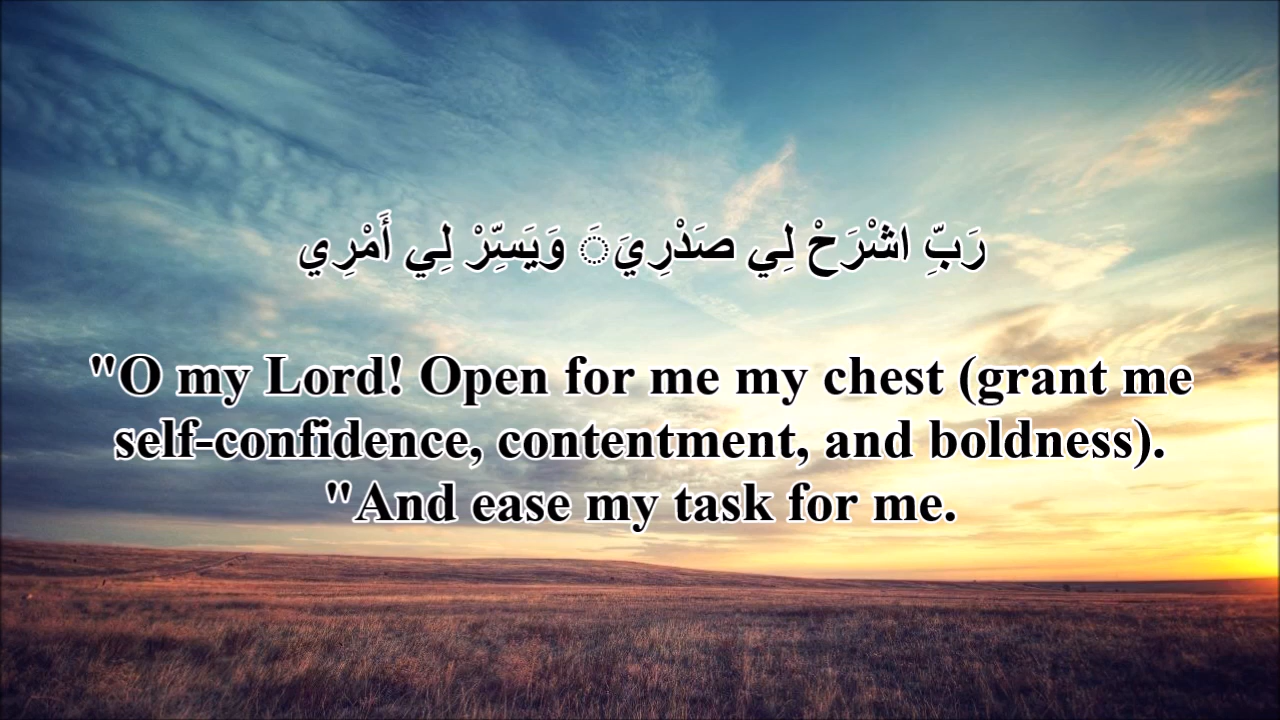 رَبِّ اشْرَحْ لِي صَدْرِيَ ◌َ وَيَسِّرْ لِي أَمْرِي
"O my Lord! Open for me my chest (grant me
self-confidence, contentment, and boldness).
"And ease my task for me.